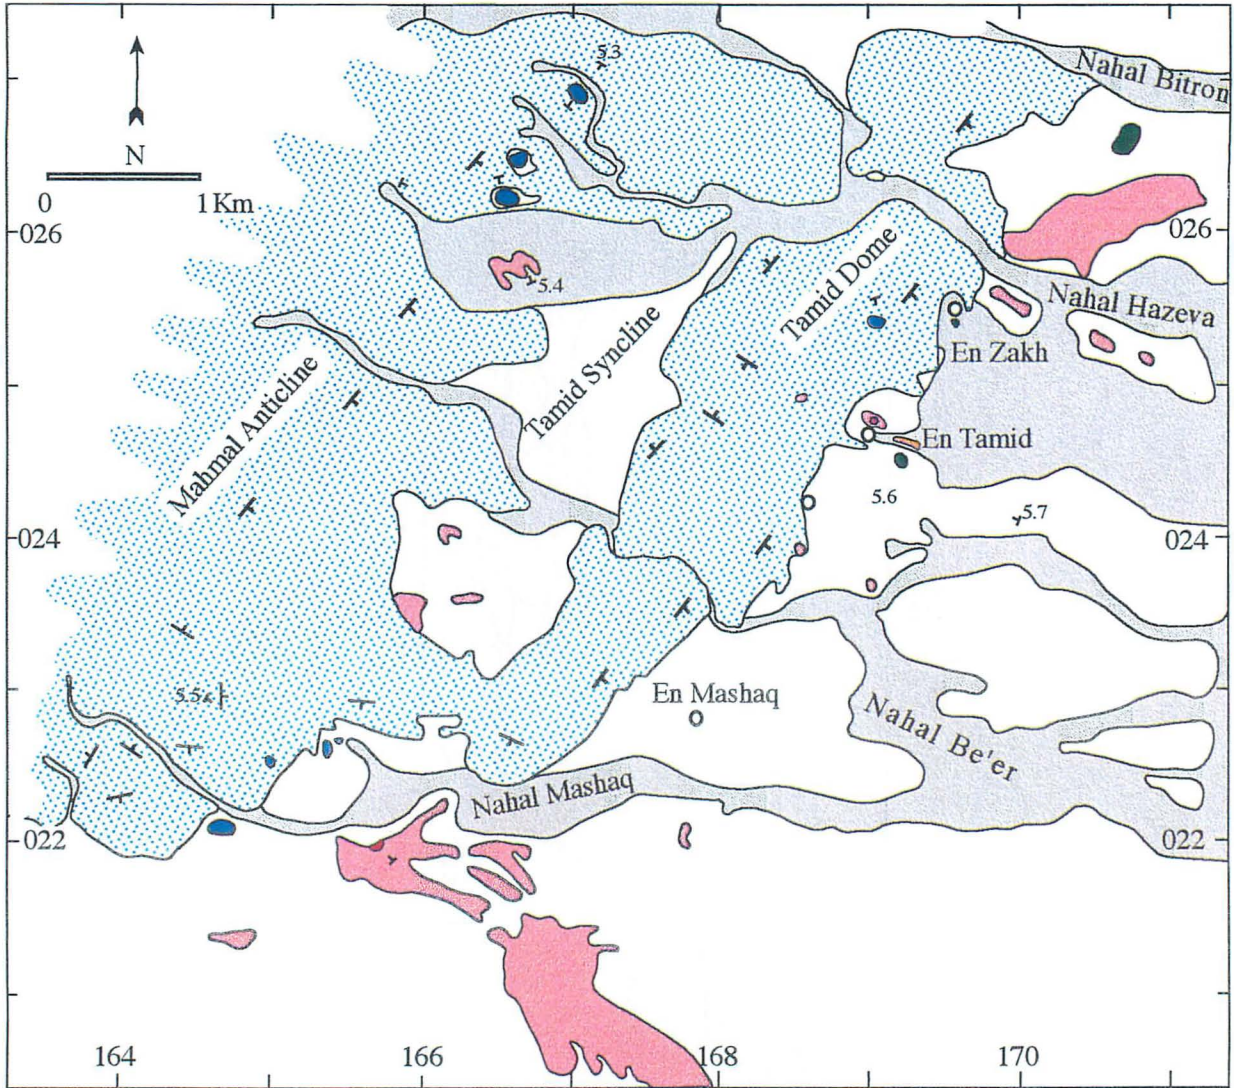 5.3
Nahal Bitron
N
0 1 Km
026
026
5.4
Tamid Dome
Nahal Hazeva
Tamid Syncline
En Zakh
Mahmal Anticline
En Tamid
5.6
5.7
024
024
En Mashaq
5.5
Nahal Be'er
Nahal Mashaq
022
022
164
166
168
170